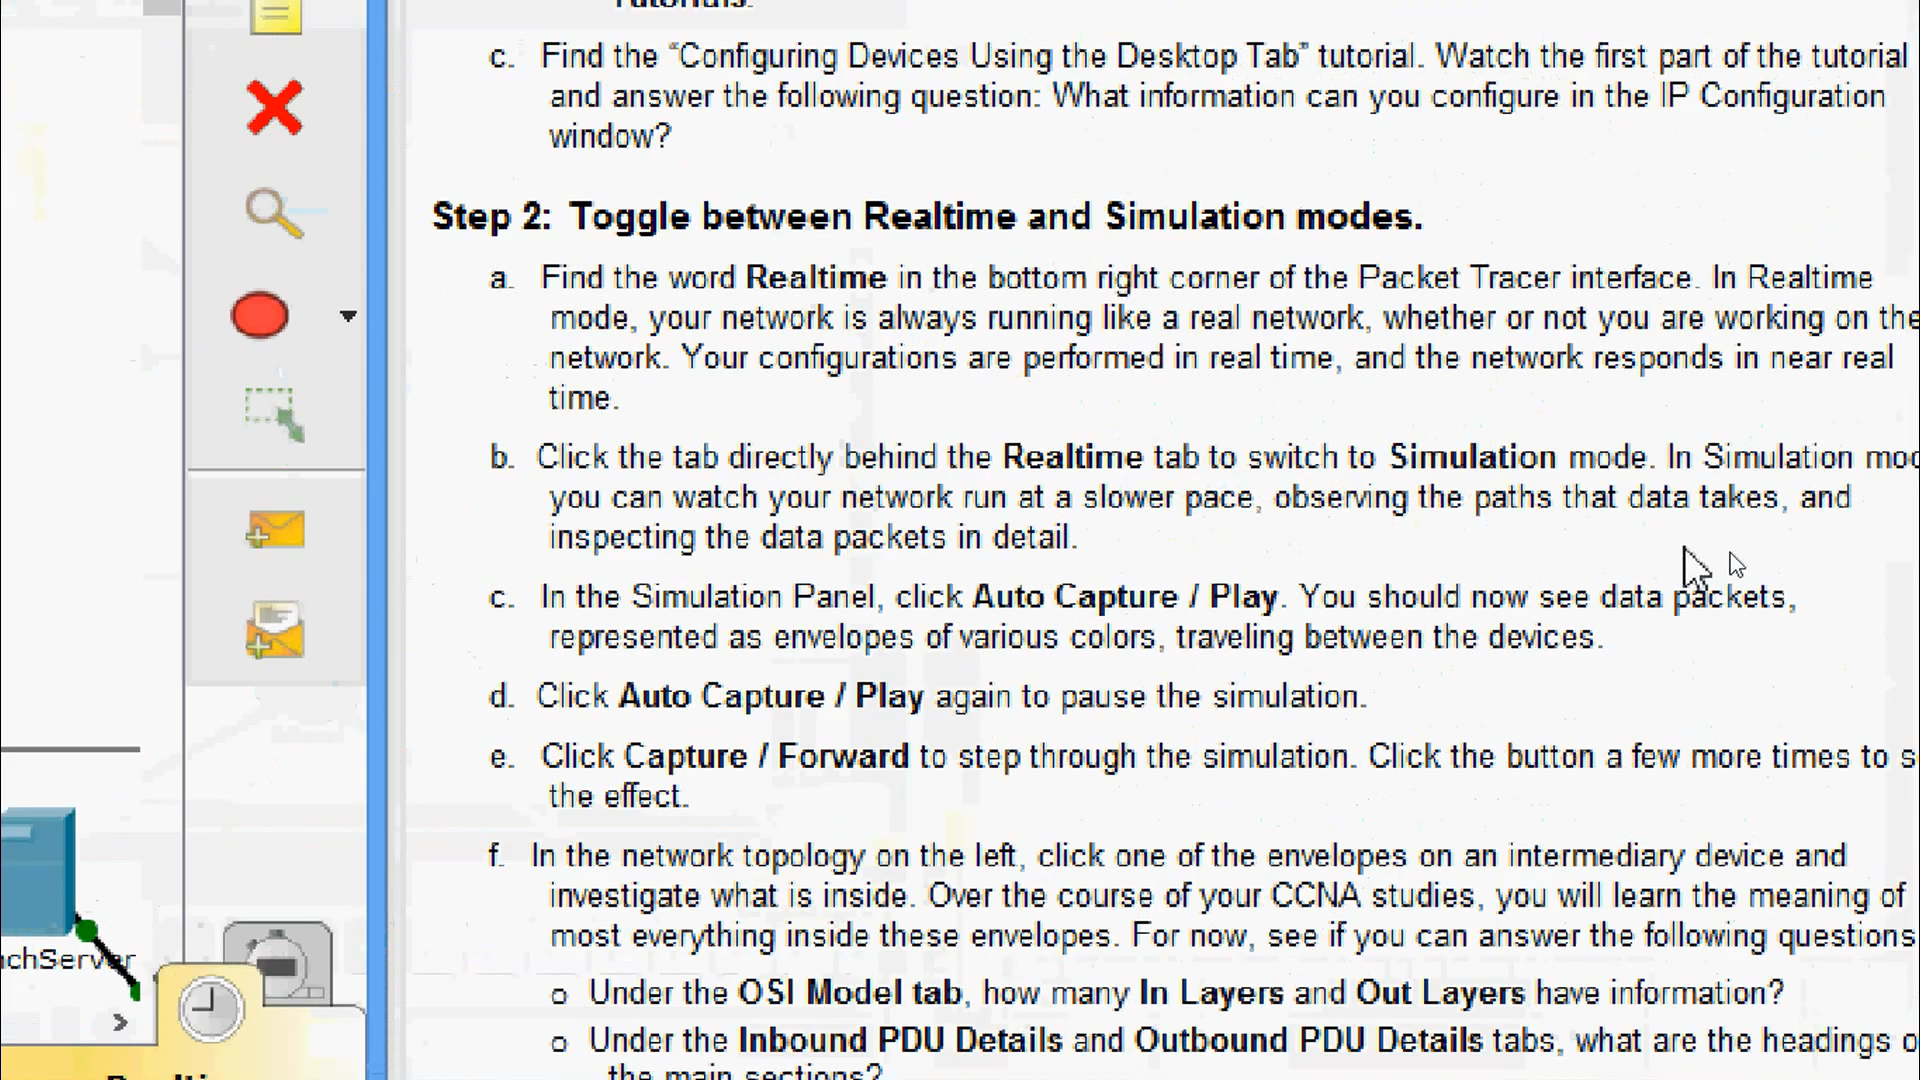 Tutorials.
c. Find the “Configuring Devices Using the Desktop Tab” tutorial. Watch the first part of the tutorial
and answer the following question: What information can you configure in the IP Configuration
window?
Step 2: Toggle between Realtime and Simulation modes.
a. Find the word Realtime in the bottom right corner of the Packet Tracer interface. In Realtime
mode, your network is always running like a real network, whether or not you are working on the
network. Your configurations are performed in real time, and the network responds in near real
time.
b. Click the tab directly behind the Realtime tab to switch to Simulation mode. In Simulation
you can watch your network run at a slower pace, observing the paths that data takes, and
inspecting the data packets in detail.
c. In the Simulation Panel, click Auto Capture / Play. You should now see data packets,
represented as envelopes of various colors, traveling between the devices.
d. Click Auto Capture / Play again to pause the simulation.
e. Click Capture / Forward to step through the simulation. Click the button a few more times to
the effect.
f. In the network topology on the left, click one of the envelopes on an intermediary device and
investigate what is inside. Over the course of your CCNA studies, you will learn the meaning of
most everything inside these envelopes. For now, see if you can answer the following questions
nchServer
o Under the OSI Model tab, how many In Layers and Out Layers have information?
o Under the Inbound PDU Details and Outbound PDU Details tabs, what are the headings
the main sections?